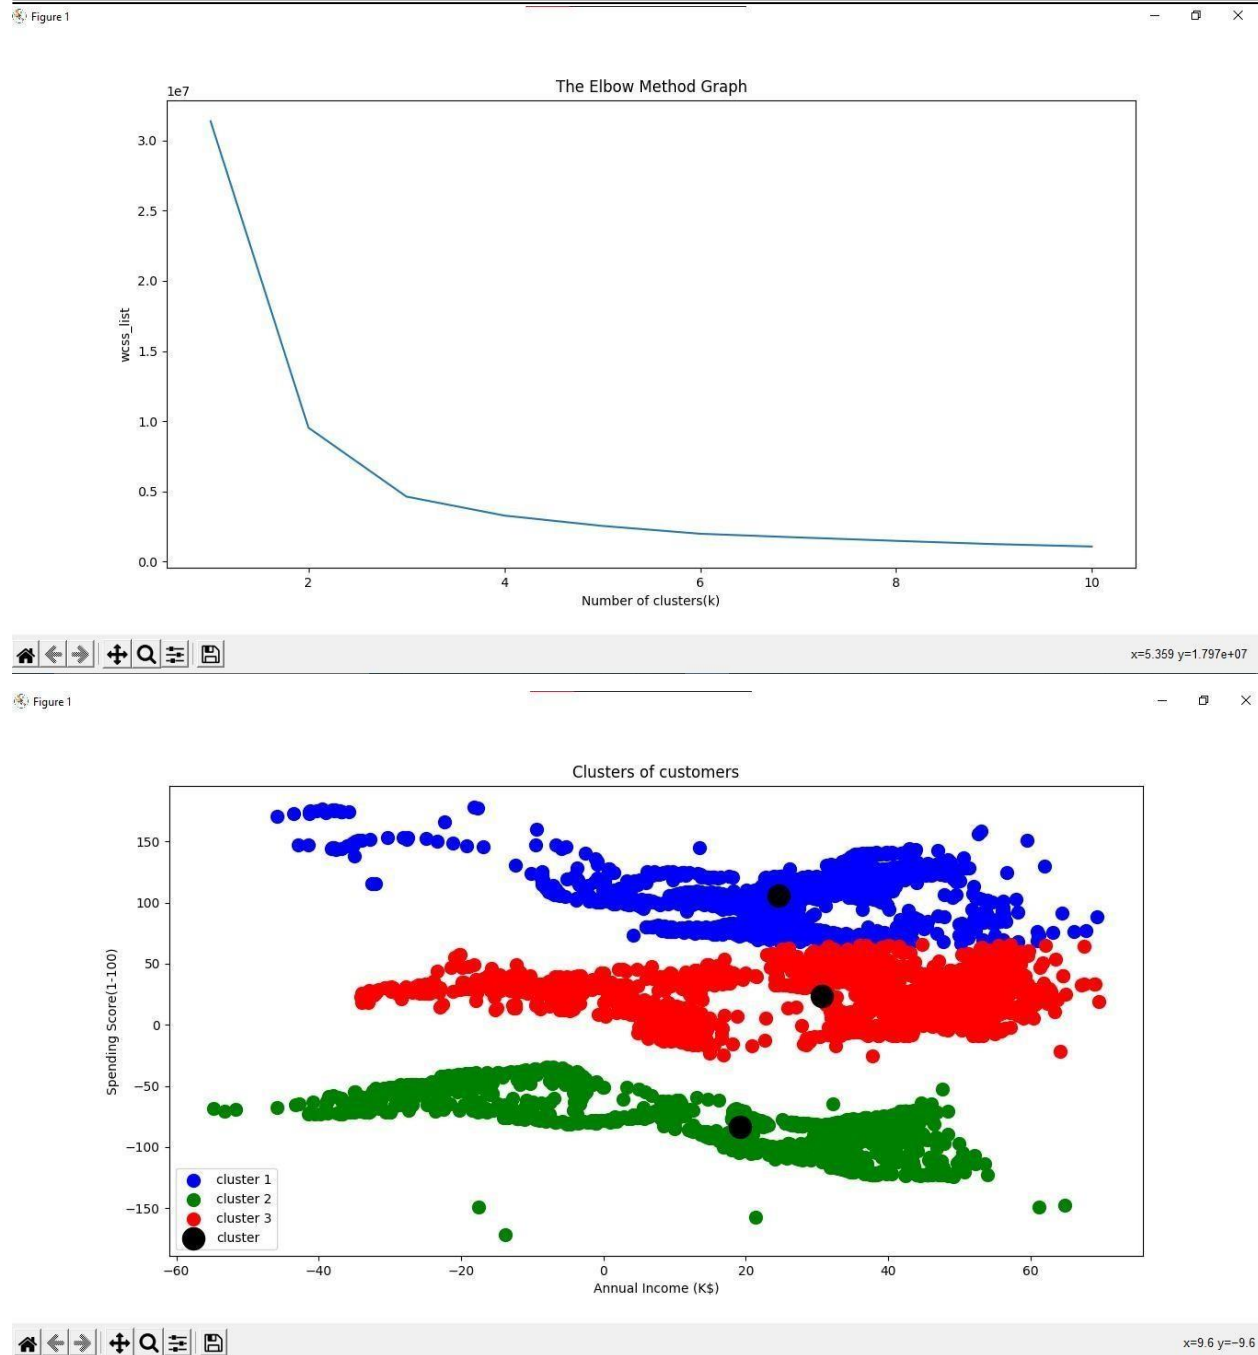 Figure 1
The Elbow Method Graph
1e7
3.0
2.5
2.0
1.5
1.0
0.5
0.0
wcss_list
2 4 6 8 10
Number of clusters(k)
x=5.359 y=1.797e+07
Figure 1
Clusters of customers
150
100
50
0
−50
−100
−150
Spending Score(1-100)
cluster 1
cluster 2
cluster 3
cluster
−60 −40 −20 0 20 40 60
Annual Income (K$)
x=9.6 y=−9.6